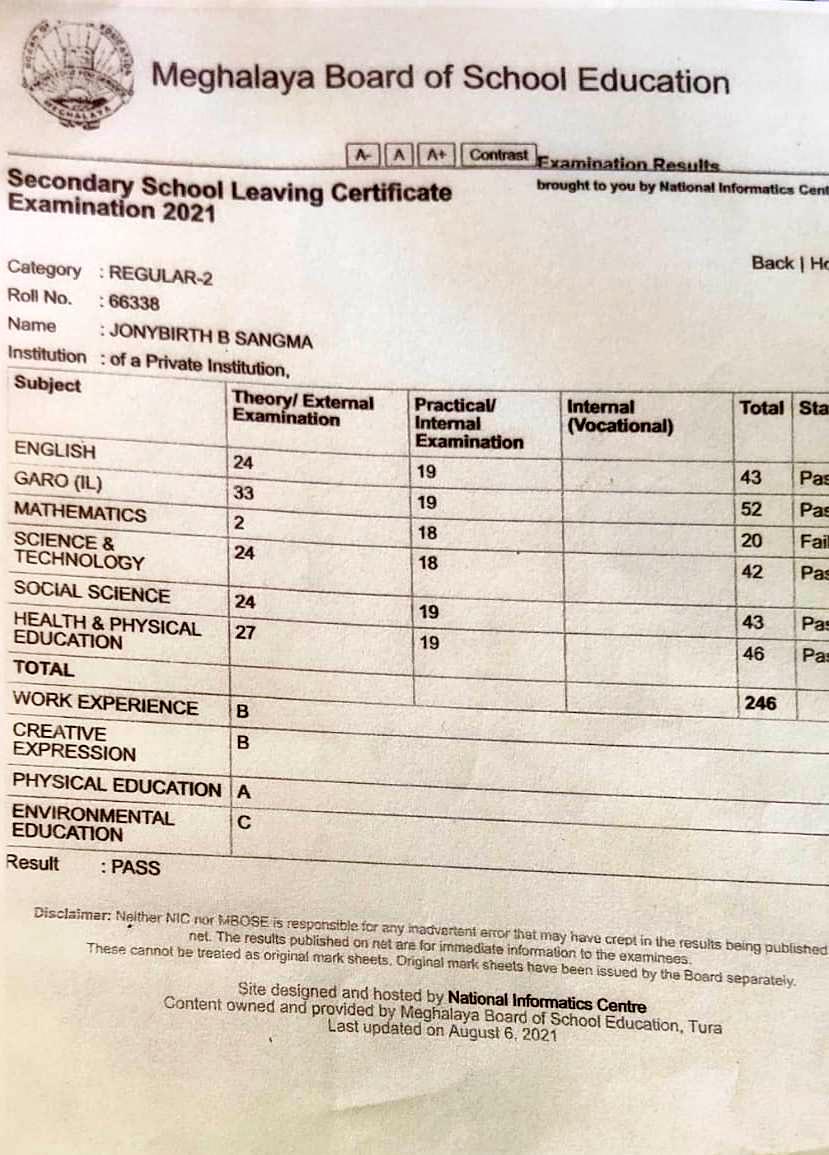 BOARD OF EDUCATION
MEGHALAYA
Meghalaya Board of School Education
A- A A+ Contrast
Examination Results
brought to you by National Informatics Cent
Secondary School Leaving Certificate
Examination 2021
Back | Ho
Category : REGULAR-2
Roll No. : 66338
Name : JONYBIRTH B SANGMA
Institution : of a Private Institution,
Subject Theory/ External Examination Practical/ Internal Examination Internal (Vocational) Total Sta
ENGLISH 24 19 43 Pas
GARO (IL) 33 19 52 Pas
MATHEMATICS 2 18 20 Fail
SCIENCE & TECHNOLOGY 24 18 42 Pas
SOCIAL SCIENCE 24 19 43 Pas
HEALTH & PHYSICAL EDUCATION 27 19 46 Pas
TOTAL 246
WORK EXPERIENCE B
CREATIVE EXPRESSION B
PHYSICAL EDUCATION A
ENVIRONMENTAL EDUCATION C
Result : PASS
Disclaimer: Neither NIC nor MBOSE is responsible for any inadvertent error that may have crept in the results being published
net. The results published on net are for immediate information to the examinees.
These cannot be treated as original mark sheets. Original mark sheets have been issued by the Board separately.
Site designed and hosted by National Informatics Centre
Content owned and provided by Meghalaya Board of School Education, Tura
Last updated on August 6, 2021